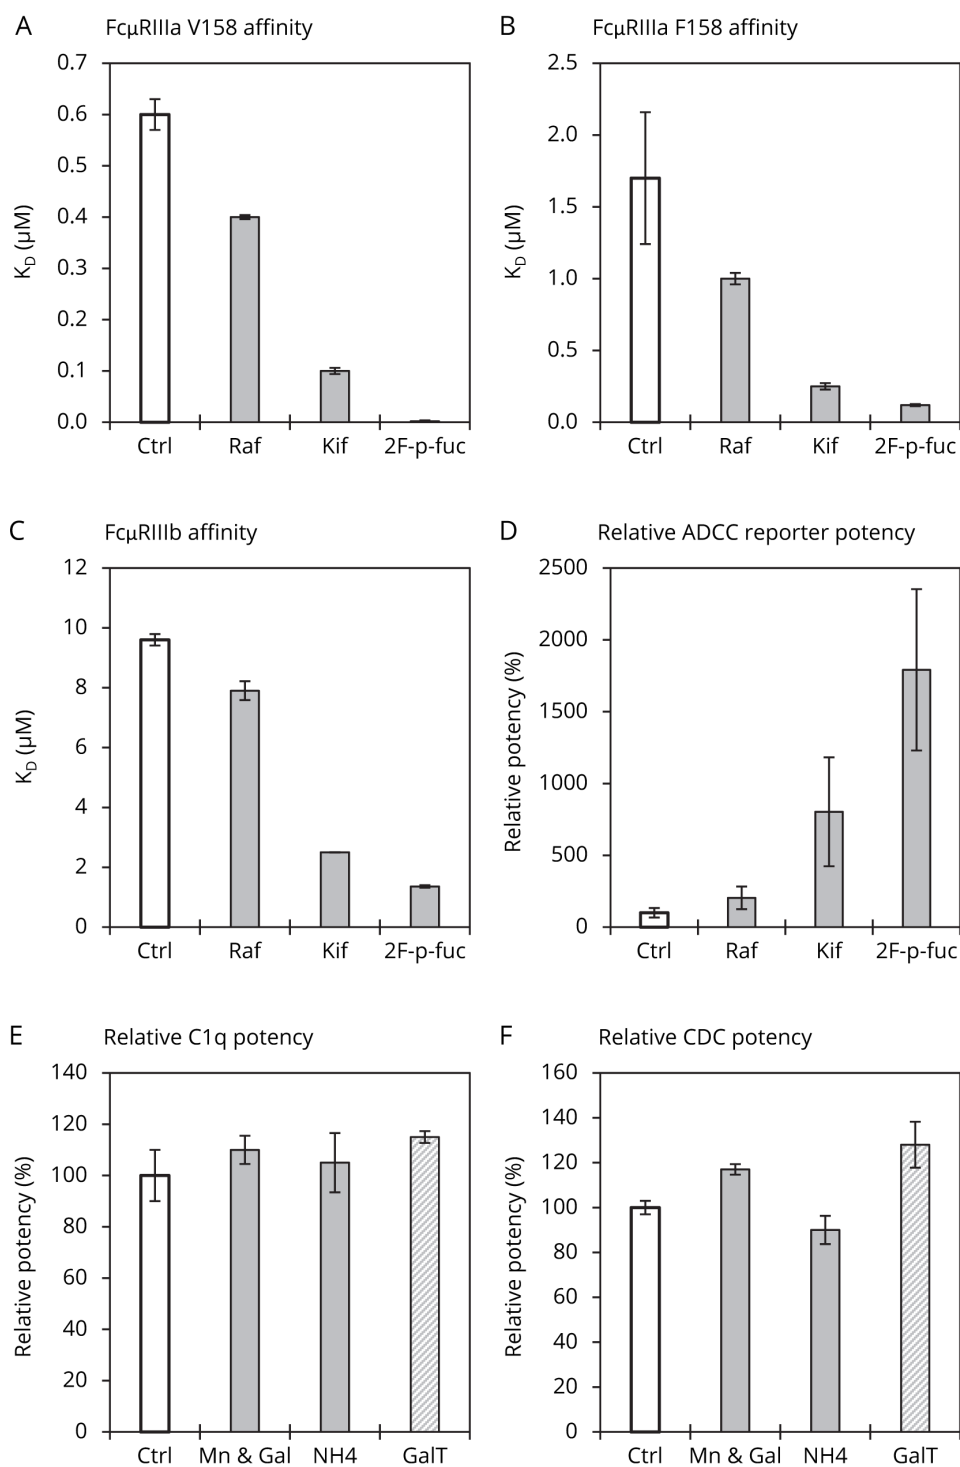 A FcμRIIIa V158 affinity
0.7
0.6
0.5
0.4
0.3
0.2
0.1
0.0
KD (μM)
Ctrl Raf Kif 2F-p-fuc
B FcμRIIIa F158 affinity
2.5
2.0
1.5
1.0
0.5
0.0
KD (μM)
Ctrl Raf Kif 2F-p-fuc
C FcμRIIIb affinity
12
10
8
6
4
2
0
KD (μM)
Ctrl Raf Kif 2F-p-fuc
D Relative ADCC reporter potency
2500
2000
1500
1000
500
0
Relative potency (%)
Ctrl Raf Kif 2F-p-fuc
E Relative C1q potency
140
120
100
80
60
40
20
0
Relative potency (%)
Ctrl Mn & Gal NH4 GalT
F Relative CDC potency
160
140
120
100
80
60
40
20
0
Relative potency (%)
Ctrl Mn & Gal NH4 GalT